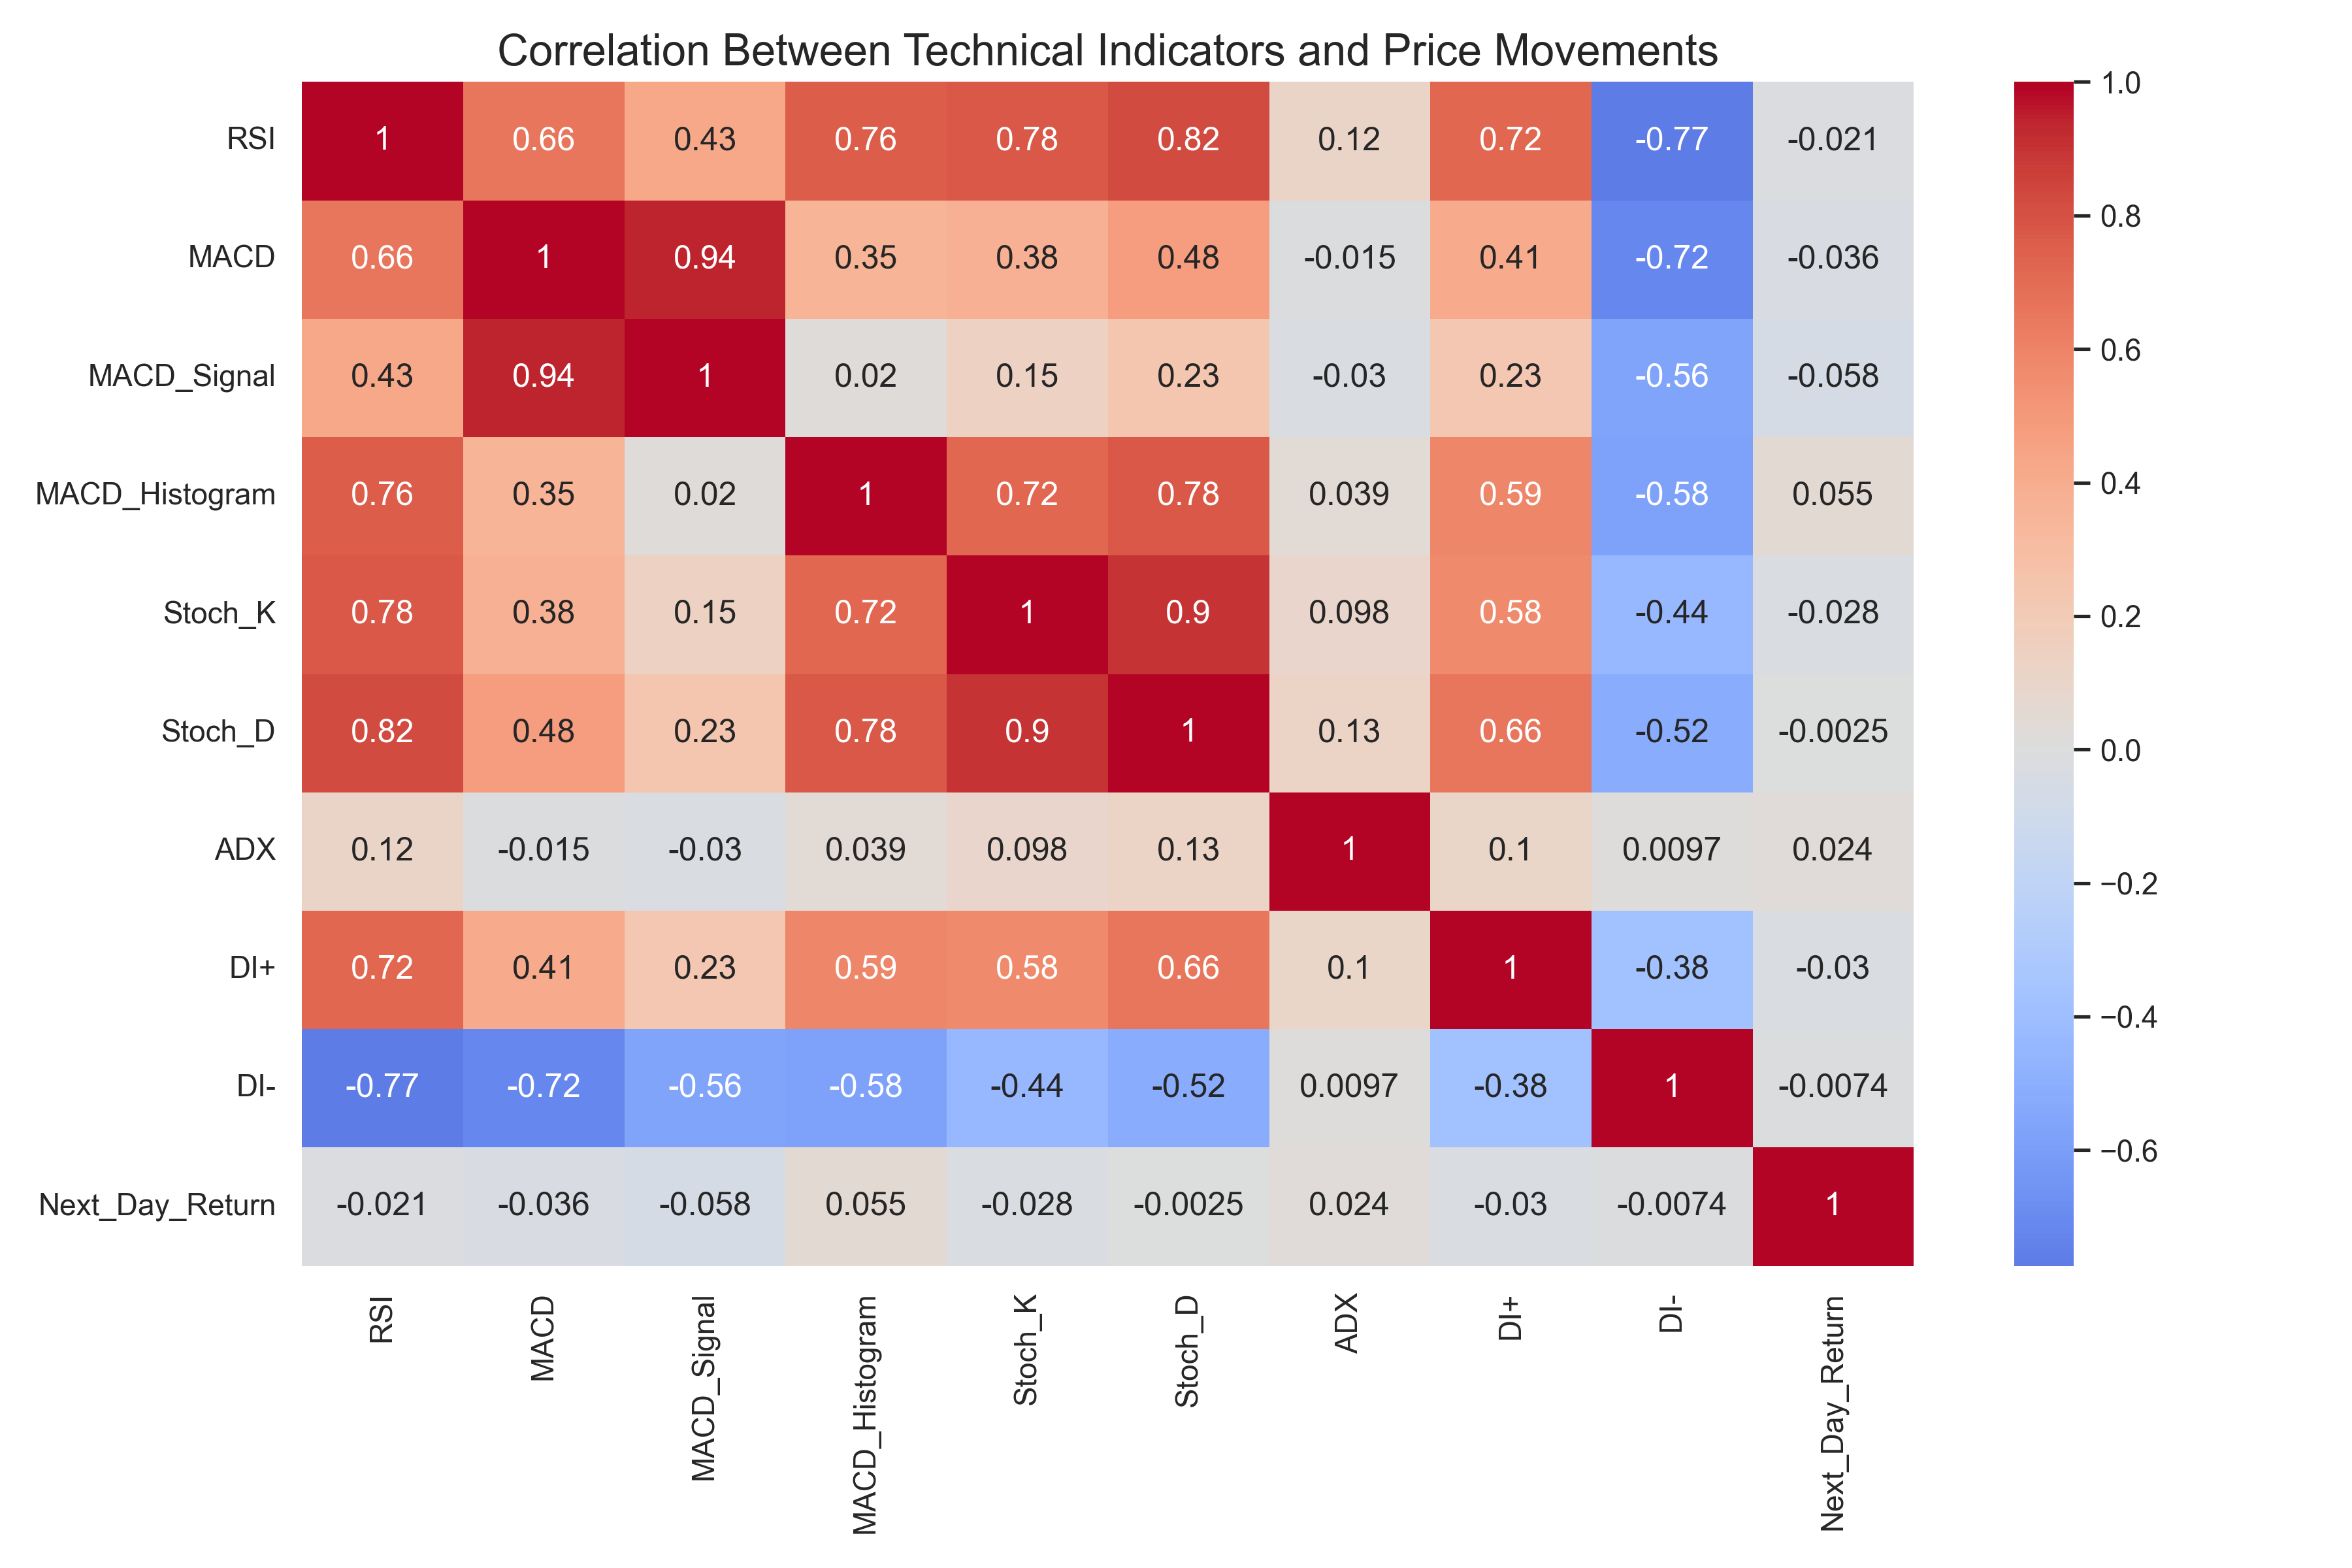 Correlation Between Technical Indicators and Price Movements
RSI 1 0.66 0.43 0.76 0.78 0.82 0.12 0.72 -0.77 -0.021
MACD 0.66 1 0.94 0.35 0.38 0.48 -0.015 0.41 -0.72 -0.036
MACD_Signal 0.43 0.94 1 0.02 0.15 0.23 -0.03 0.23 -0.56 -0.058
MACD_Histogram 0.76 0.35 0.02 1 0.72 0.78 0.039 0.59 -0.58 0.055
Stoch_K 0.78 0.38 0.15 0.72 1 0.9 0.098 0.58 -0.44 -0.028
Stoch_D 0.82 0.48 0.23 0.78 0.9 1 0.13 0.66 -0.52 -0.0025
ADX 0.12 -0.015 -0.03 0.039 0.098 0.13 1 0.1 0.0097 0.024
DI+ 0.72 0.41 0.23 0.59 0.58 0.66 0.1 1 -0.38 -0.03
DI- -0.77 -0.72 -0.56 -0.58 -0.44 -0.52 0.0097 -0.38 1 -0.0074
Next_Day_Return -0.021 -0.036 -0.058 0.055 -0.028 -0.0025 0.024 -0.03 -0.0074 1
RSI
MACD
MACD_Signal
MACD_Histogram
Stoch_K
Stoch_D
ADX
DI+
DI-
Next_Day_Return
1.0
0.8
0.6
0.4
0.2
0.0
−0.2
−0.4
−0.6